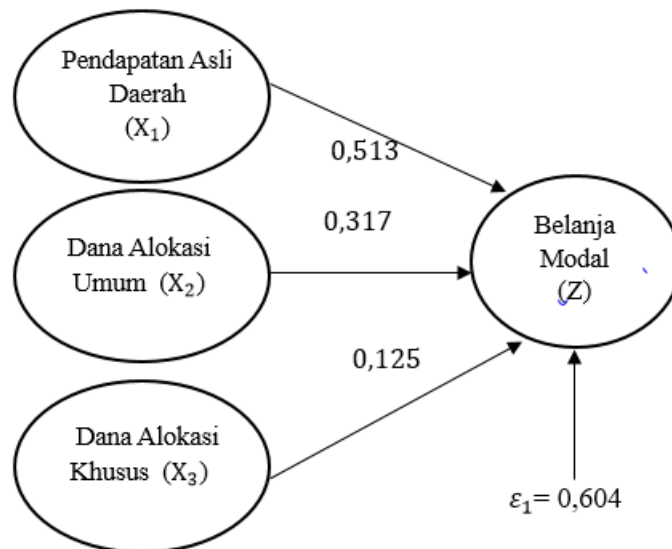 Pendapatan Asli
Daerah
(X₁)
0,513
0,317
Dana Alokasi
Umum (X₂)
Belanja
Modal
(Z)
0,125
Dana Alokasi
Khusus (X₃)
ε₁= 0,604